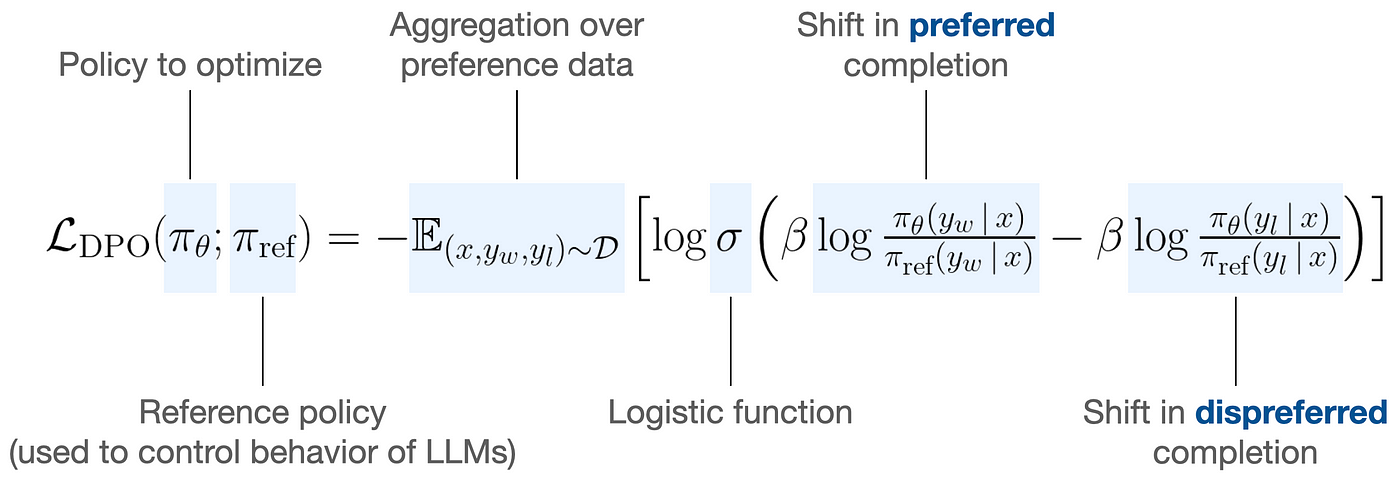 Policy to optimize
Aggregation over
preference data
Shift in preferred
completion
ℒ_DPO(π_θ; π_ref) = −𝔼_(x,y_w,y_l)∼𝒟 [log σ (β log π_θ(y_w | x)/π_ref(y_w | x) − β log π_θ(y_l | x)/π_ref(y_l | x))]
Reference policy
(used to control behavior of LLMs)
Logistic function
Shift in dispreferred
completion